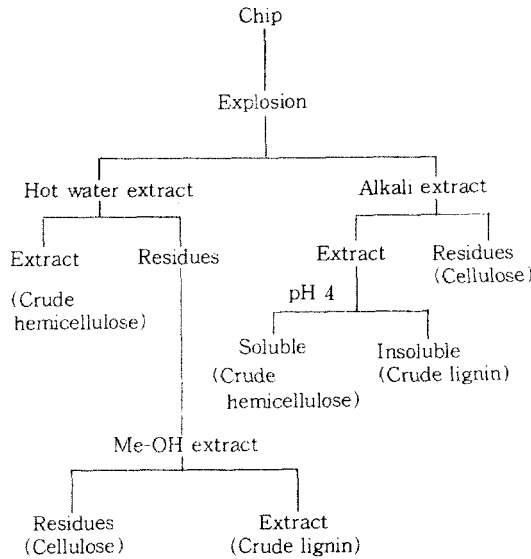 Chip
Explosion
Hot water extract
Alkali extract
Extract
Residues
Extract
Residues
(Cellulose)
(Crude
hemicellulose)
pH 4
Soluble
(Crude
hemicellulose)
Insoluble
(Crude lignin)
Me-OH extract
Residues
(Cellulose)
Extract
(Crude lignin)